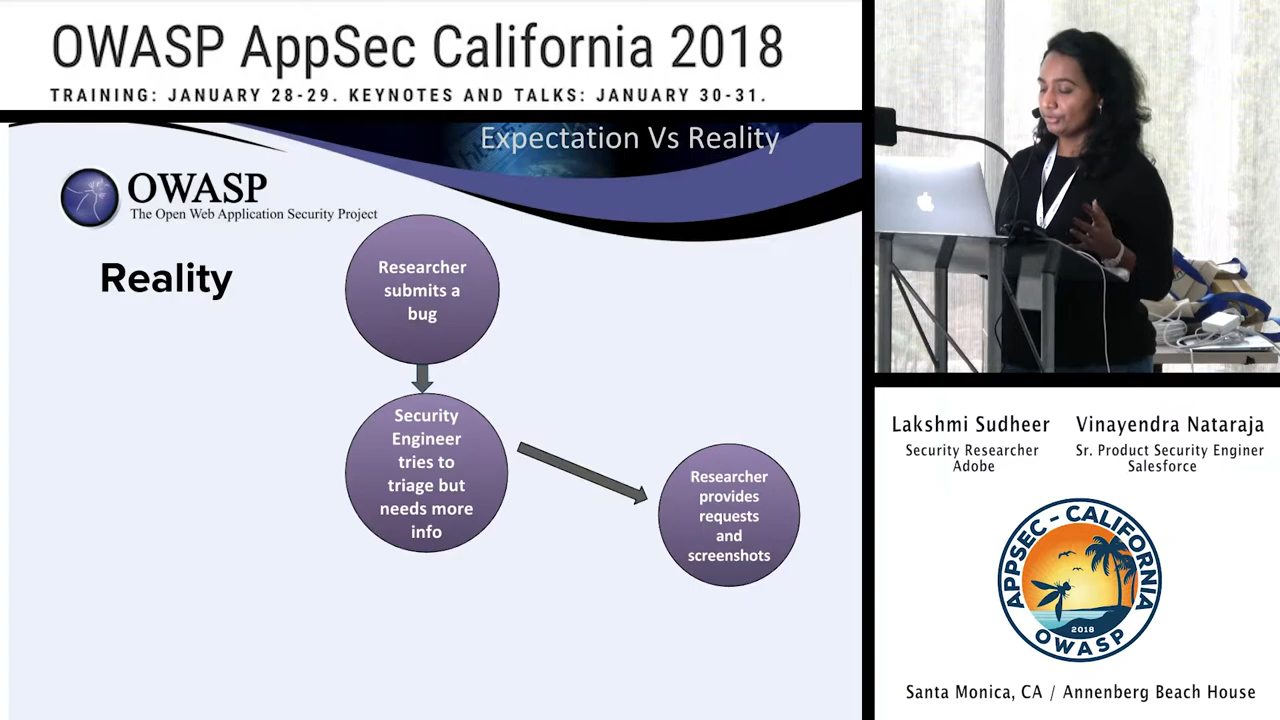 OWASP AppSec California 2018
TRAINING: JANUARY 28-29. KEYNOTES AND TALKS: JANUARY 30-31.
Expectation Vs Reality
OWASP
The Open Web Application Security Project
Reality
Researcher
submits a
bug
Security
Engineer
tries to
triage but
needs more
info
Researcher
provides
requests
and
screenshots
Lakshmi Sudheer
Security Researcher
Adobe
Vinayendra Nataraja
Sr. Product Security Enginer
Salesforce
APPSEC - CALIFORNIA
2018
OWASP
Santa Monica, CA / Annenberg Beach House